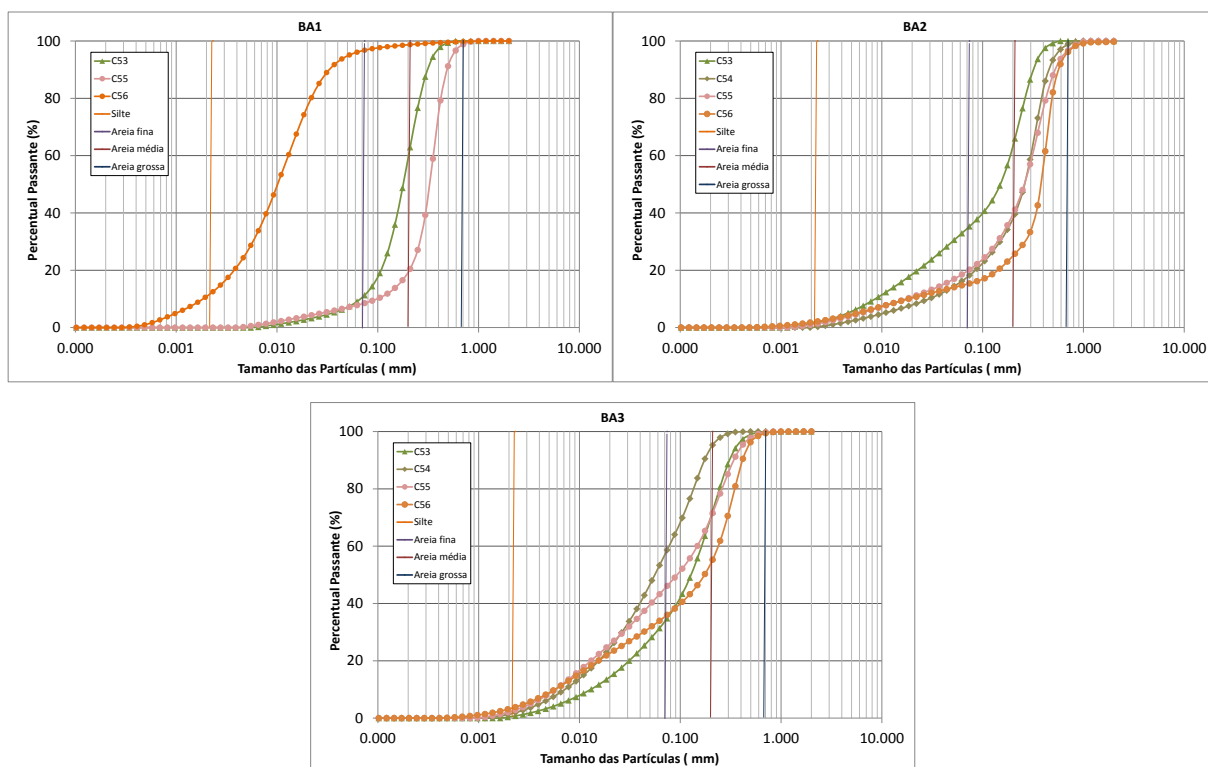 BA1
Percentual Passante (%)
100
80
60
40
20
0
C53
C55
C56
Silte
Areia fina
Areia média
Areia grossa
0.000 0.001 0.010 0.100 1.000 10.000
Tamanho das Partículas ( mm)
BA2
Percentual Passante (%)
100
80
60
40
20
0
C53
C54
C55
C56
Silte
Areia fina
Areia média
Areia grossa
0.000 0.001 0.010 0.100 1.000 10.000
Tamanho das Partículas ( mm)
BA3
Percentual Passante (%)
100
80
60
40
20
0
C53
C54
C55
C56
Silte
Areia fina
Areia média
Areia grossa
0.000 0.001 0.010 0.100 1.000 10.000
Tamanho das Partículas ( mm)